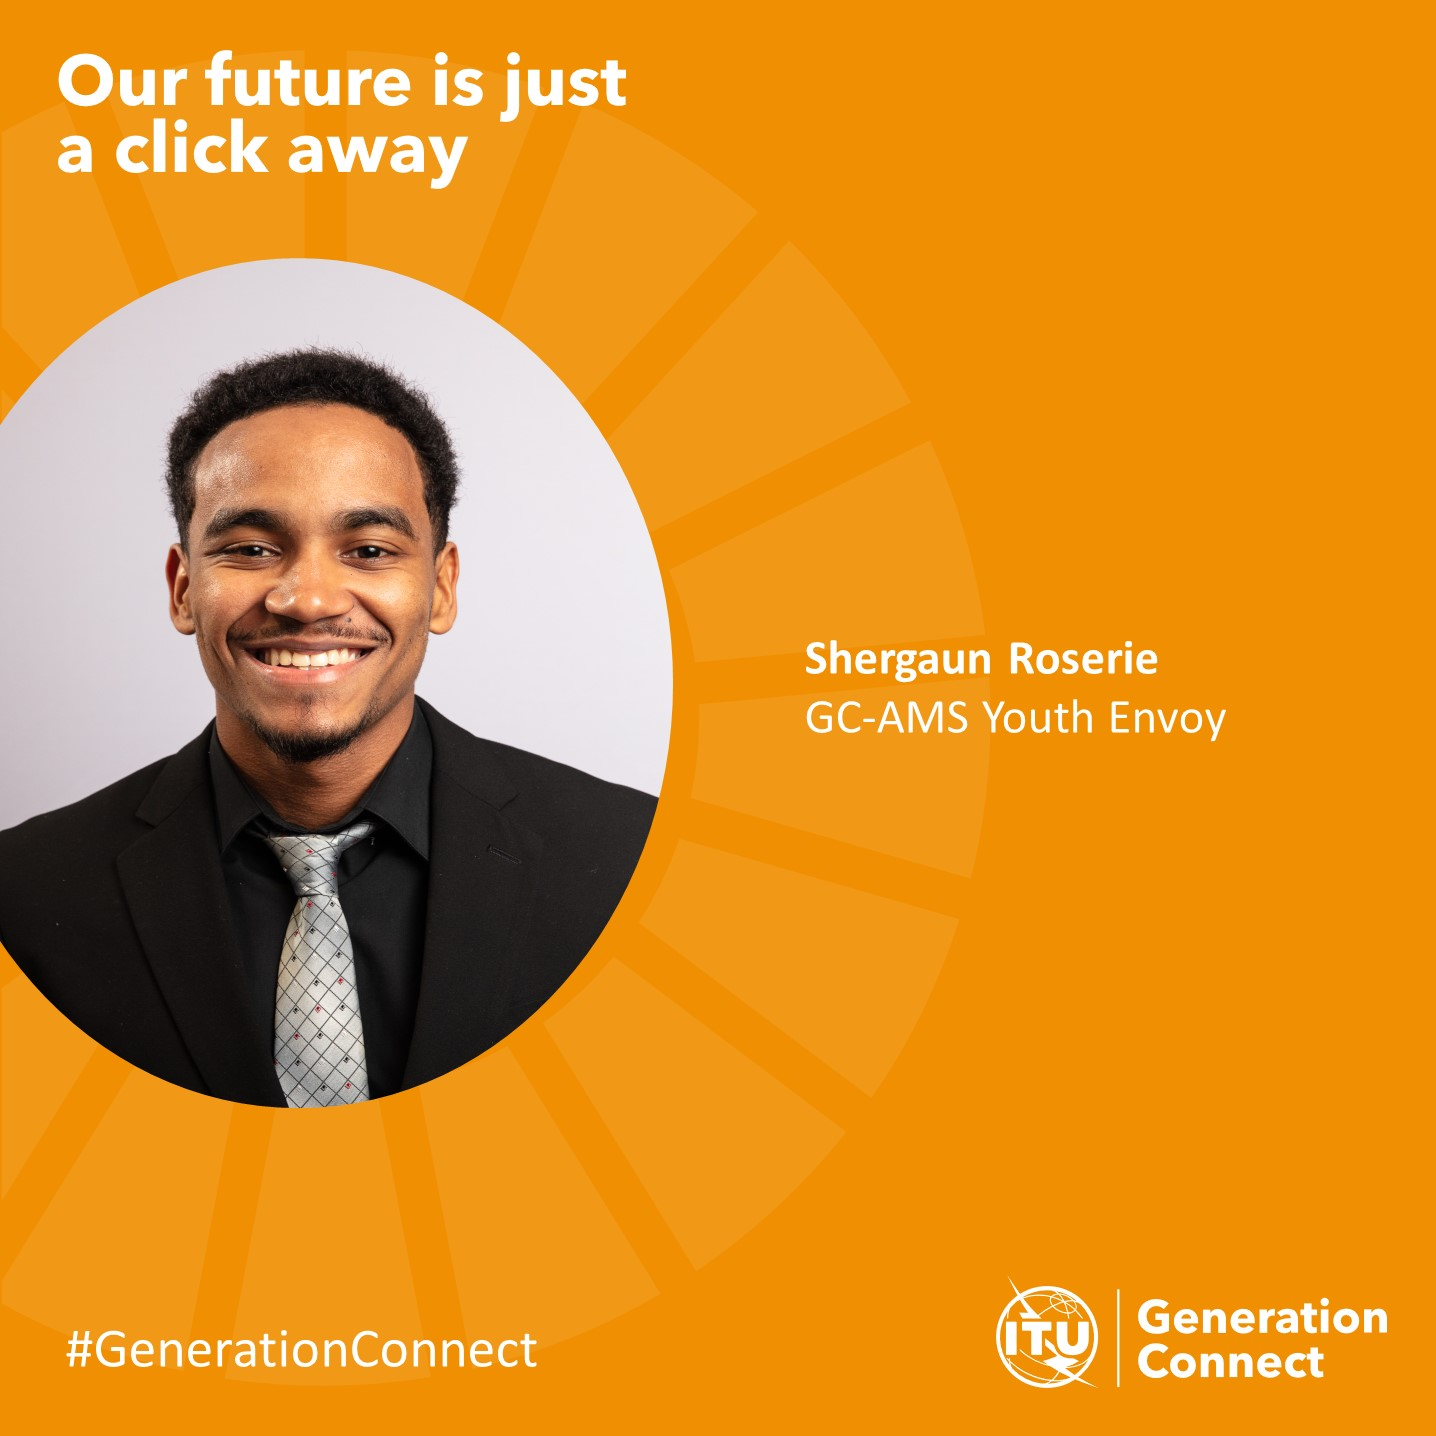 Our future is just
a click away
Shergaun Roserie
GC-AMS Youth Envoy
#GenerationConnect
ITU
Generation
Connect